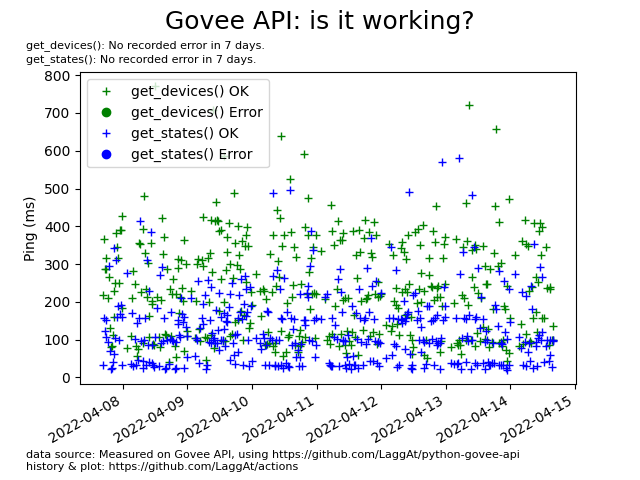 Govee API: is it working?
get_devices(): No recorded error in 7 days.
get_states(): No recorded error in 7 days.
800
700
600
500
400
300
200
100
0
Ping (ms)
get_devices() OK
get_devices() Error
get_states() OK
get_states() Error
2022-04-08
2022-04-09
2022-04-10
2022-04-11
2022-04-12
2022-04-13
2022-04-14
2022-04-15
data source: Measured on Govee API, using https://github.com/LaggAt/python-govee-api
history & plot: https://github.com/LaggAt/actions